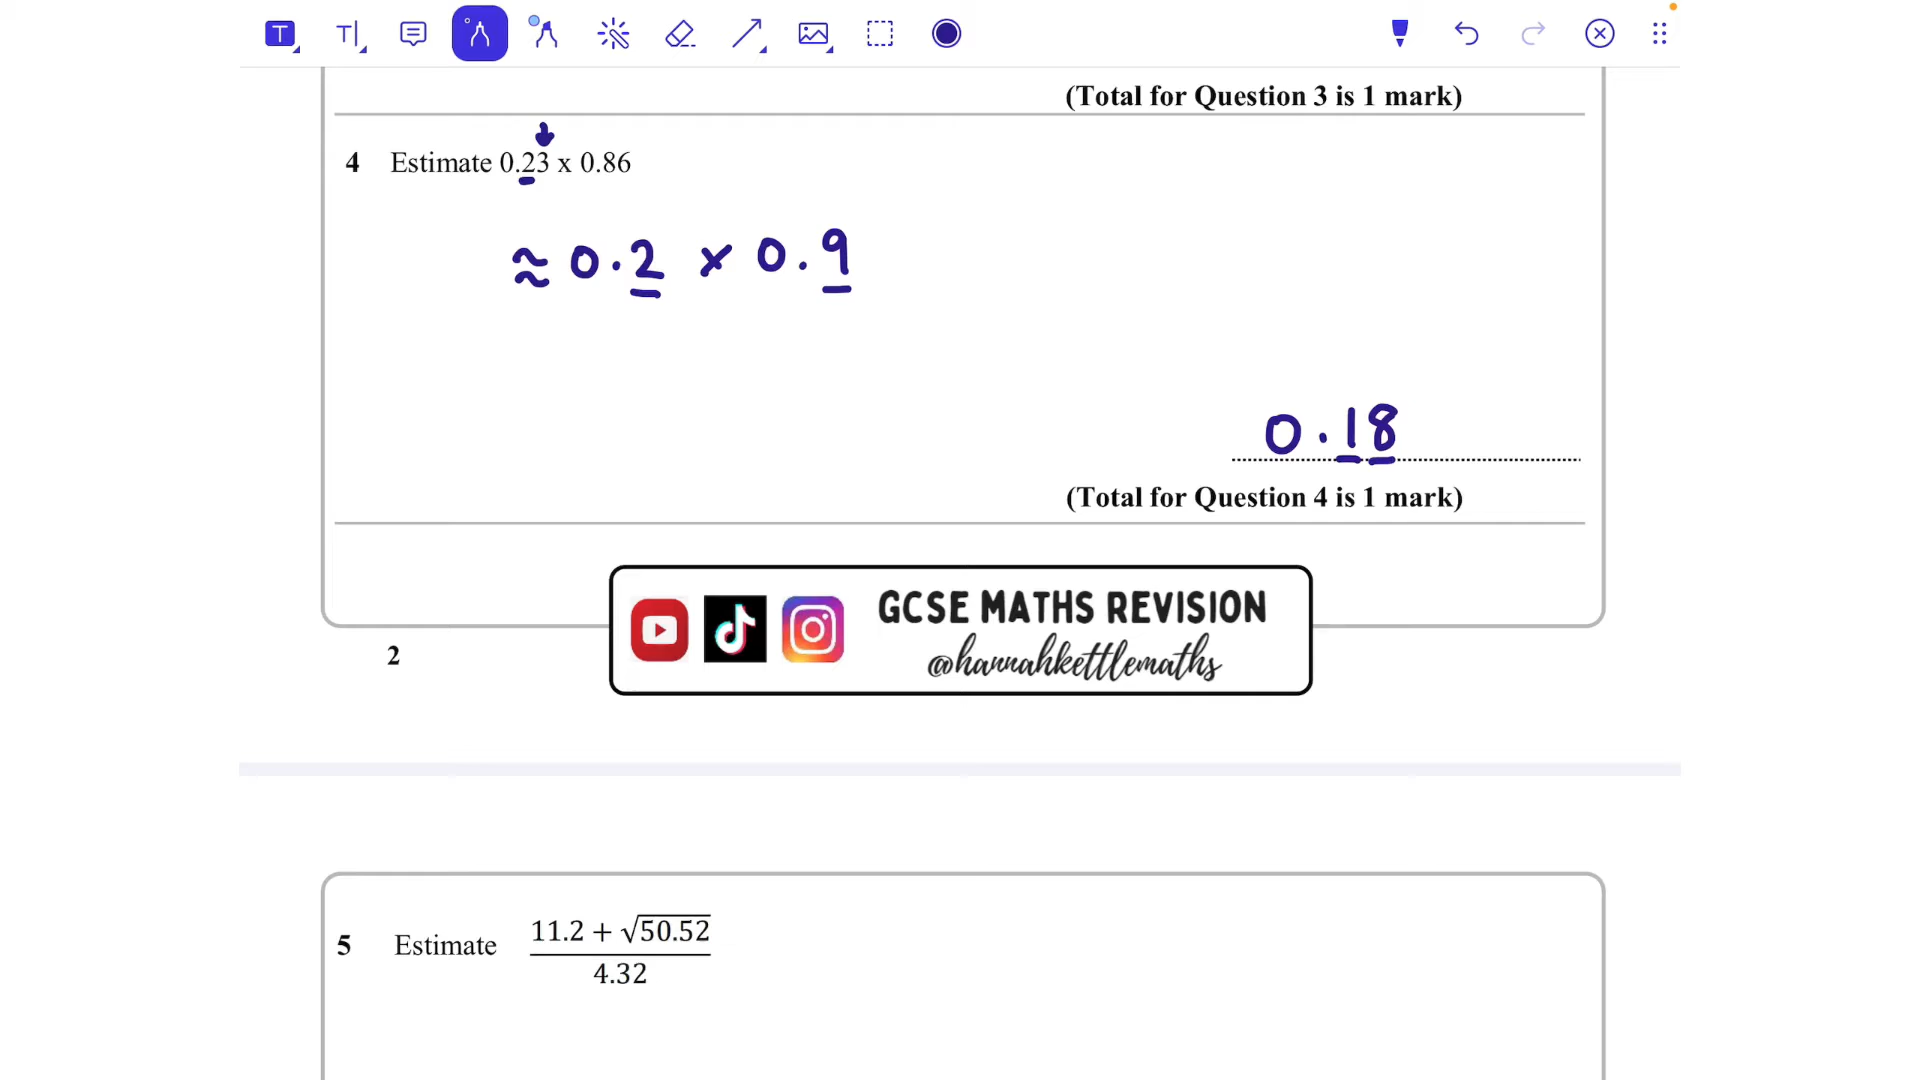 T T|
(Total for Question 3 is 1 mark)
4 Estimate 0.23 x 0.86
≈ 0.2 × 0.9
0.18
(Total for Question 4 is 1 mark)
GCSE MATHS REVISION
@hannahkettlemaths
2
5 Estimate 11.2 + √50.52
4.32